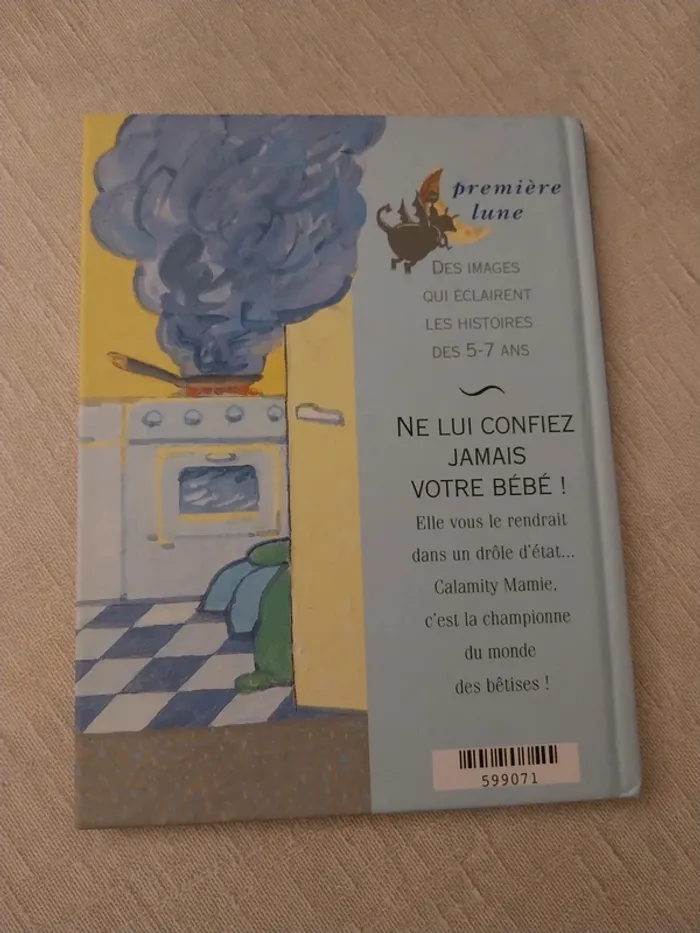 première
lune
DES IMAGES
QUI ÉCLAIRENT
LES HISTOIRES
DES 5-7 ANS
NE LUI CONFIEZ
JAMAIS
VOTRE BÉBÉ !
Elle vous le rendrait
dans un drôle d'état...
Calamity Mamie,
c'est la championne
du monde
des bêtises !
599071